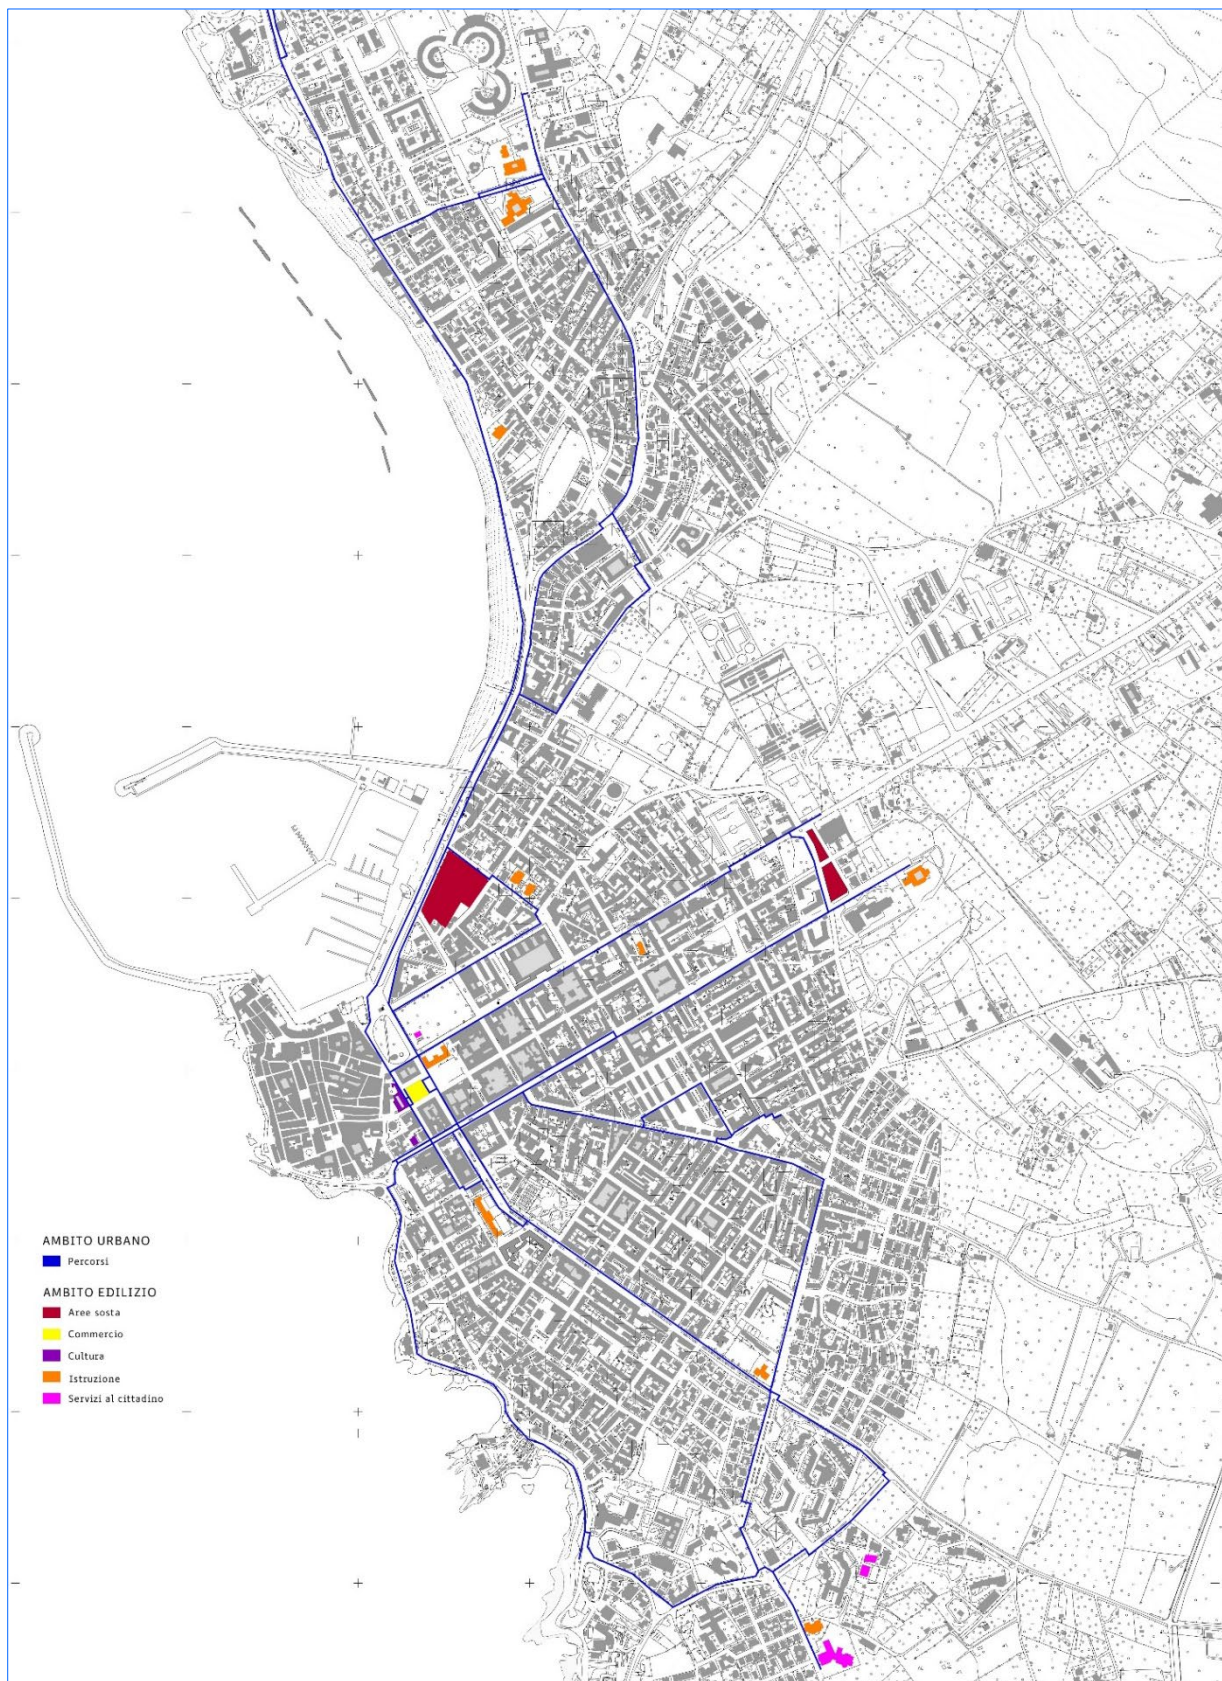 AMBITO URBANO
Percorsi
AMBITO EDILIZIO
Aree sosta
Commercio
Cultura
Istruzione
Servizi al cittadino